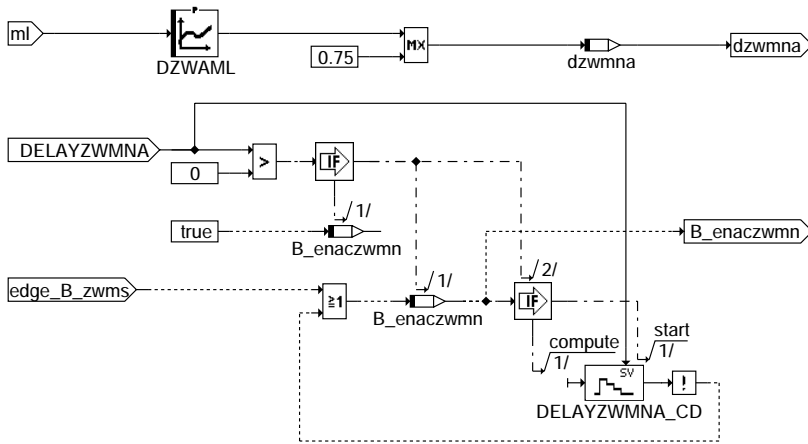 P
ml
DZWAML
0.75
MX
dzwmna
dzwmna
DELAYZWMNA
0
>
IF
1/
true
B_enaczwmn
B_enaczwmn
edge_B_zwms
≥1
1/
B_enaczwmn
2/
IF
compute
1/
start
1/
SV
!
DELAYZWMNA_CD